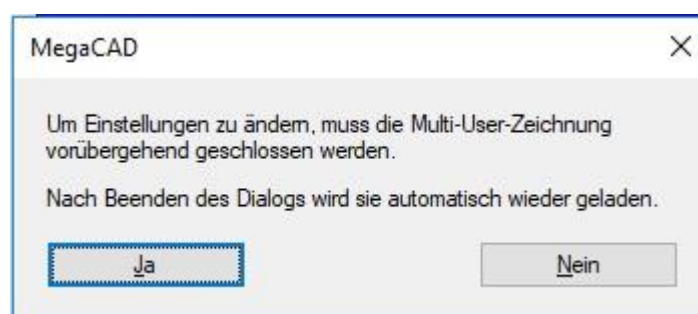 MegaCAD
Um Einstellungen zu ändern, muss die Multi-User-Zeichnung
vorübergehend geschlossen werden.
Nach Beenden des Dialogs wird sie automatisch wieder geladen.
Ja
Nein